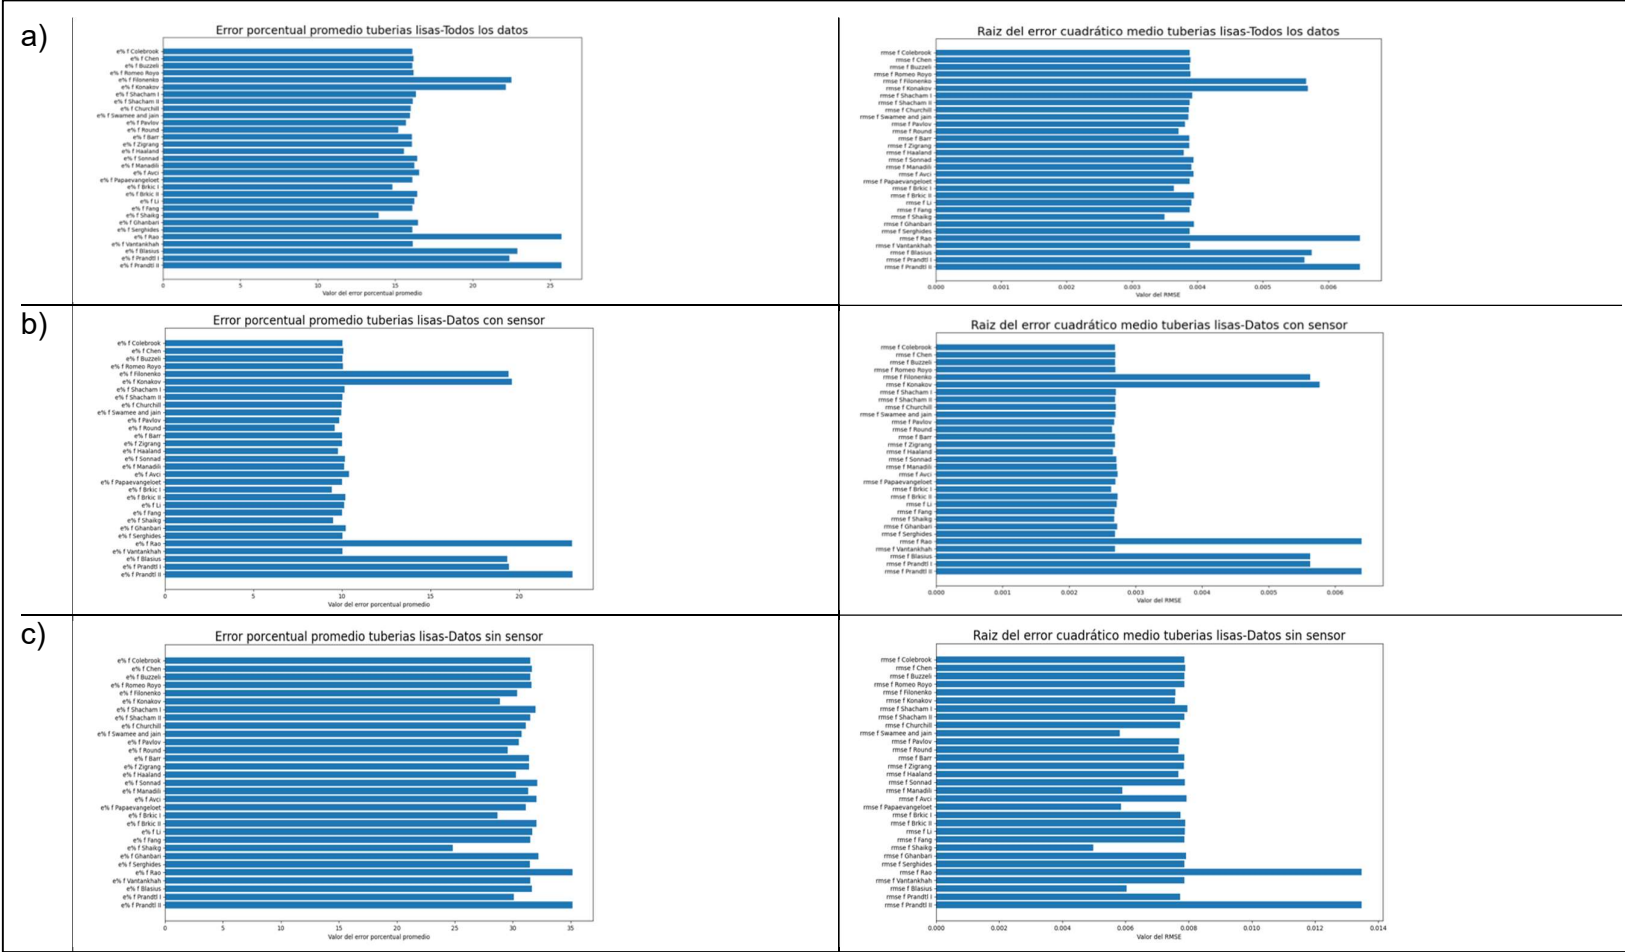 a)
Error porcentual promedio tuberias lisas-Todos los datos
e% f Colebrook
e% f Chen
e% f Buzzeli
e% f Romeo Royo
e% f Filonenko
e% f Konakov
e% f Shacham I
e% f Shacham II
e% f Churchill
e% f Swamee and jain
e% f Pavlov
e% f Round
e% f Barr
e% f Zigrang
e% f Haaland
e% f Sonnad
e% f Manadili
e% f Avci
e% f Papaevangeloet
e% f Brkic I
e% f Brkic II
e% f Li
e% f Fang
e% f Shaikg
e% f Ghanbari
e% f Serghides
e% f Rao
e% f Vantankhah
e% f Blasius
e% f Prandtl I
e% f Prandtl II
0 5 10 15 20 25
Valor del error porcentual promedio
Raiz del error cuadrático medio tuberias lisas-Todos los datos
rmse f Colebrook
rmse f Chen
rmse f Buzzeli
rmse f Romeo Royo
rmse f Filonenko
rmse f Konakov
rmse f Shacham I
rmse f Shacham II
rmse f Churchill
rmse f Swamee and jain
rmse f Pavlov
rmse f Round
rmse f Barr
rmse f Zigrang
rmse f Haaland
rmse f Sonnad
rmse f Manadili
rmse f Avci
rmse f Papaevangeloet
rmse f Brkic I
rmse f Brkic II
rmse f Li
rmse f Fang
rmse f Shaikg
rmse f Ghanbari
rmse f Serghides
rmse f Rao
rmse f Vantankhah
rmse f Blasius
rmse f Prandtl I
rmse f Prandtl II
0.000 0.001 0.002 0.003 0.004 0.005 0.006
Valor del RMSE
b)
Error porcentual promedio tuberias lisas-Datos con sensor
e% f Colebrook
e% f Chen
e% f Buzzeli
e% f Romeo Royo
e% f Filonenko
e% f Konakov
e% f Shacham I
e% f Shacham II
e% f Churchill
e% f Swamee and jain
e% f Pavlov
e% f Round
e% f Barr
e% f Zigrang
e% f Haaland
e% f Sonnad
e% f Manadili
e% f Avci
e% f Papaevangeloet
e% f Brkic I
e% f Brkic II
e% f Li
e% f Fang
e% f Shaikg
e% f Ghanbari
e% f Serghides
e% f Rao
e% f Vantankhah
e% f Blasius
e% f Prandtl I
e% f Prandtl II
0 5 10 15 20
Valor del error porcentual promedio
Raiz del error cuadrático medio tuberias lisas-Datos con sensor
rmse f Colebrook
rmse f Chen
rmse f Buzzeli
rmse f Romeo Royo
rmse f Filonenko
rmse f Konakov
rmse f Shacham I
rmse f Shacham II
rmse f Churchill
rmse f Swamee and jain
rmse f Pavlov
rmse f Round
rmse f Barr
rmse f Zigrang
rmse f Haaland
rmse f Sonnad
rmse f Manadili
rmse f Avci
rmse f Papaevangeloet
rmse f Brkic I
rmse f Brkic II
rmse f Li
rmse f Fang
rmse f Shaikg
rmse f Ghanbari
rmse f Serghides
rmse f Rao
rmse f Vantankhah
rmse f Blasius
rmse f Prandtl I
rmse f Prandtl II
0.000 0.001 0.002 0.003 0.004 0.005 0.006
Valor del RMSE
c)
Error porcentual promedio tuberias lisas-Datos sin sensor
e% f Colebrook
e% f Chen
e% f Buzzeli
e% f Romeo Royo
e% f Filonenko
e% f Konakov
e% f Shacham I
e% f Shacham II
e% f Churchill
e% f Swamee and jain
e% f Pavlov
e% f Round
e% f Barr
e% f Zigrang
e% f Haaland
e% f Sonnad
e% f Manadili
e% f Avci
e% f Papaevangeloet
e% f Brkic I
e% f Brkic II
e% f Li
e% f Fang
e% f Shaikg
e% f Ghanbari
e% f Serghides
e% f Rao
e% f Vantankhah
e% f Blasius
e% f Prandtl I
e% f Prandtl II
0 5 10 15 20 25 30 35
Valor del error porcentual promedio
Raiz del error cuadrático medio tuberias lisas-Datos sin sensor
rmse f Colebrook
rmse f Chen
rmse f Buzzeli
rmse f Romeo Royo
rmse f Filonenko
rmse f Konakov
rmse f Shacham I
rmse f Shacham II
rmse f Churchill
rmse f Swamee and jain
rmse f Pavlov
rmse f Round
rmse f Barr
rmse f Zigrang
rmse f Haaland
rmse f Sonnad
rmse f Manadili
rmse f Avci
rmse f Papaevangeloet
rmse f Brkic I
rmse f Brkic II
rmse f Li
rmse f Fang
rmse f Shaikg
rmse f Ghanbari
rmse f Serghides
rmse f Rao
rmse f Vantankhah
rmse f Blasius
rmse f Prandtl I
rmse f Prandtl II
0.000 0.002 0.004 0.006 0.008 0.010 0.012 0.014
Valor del RMSE